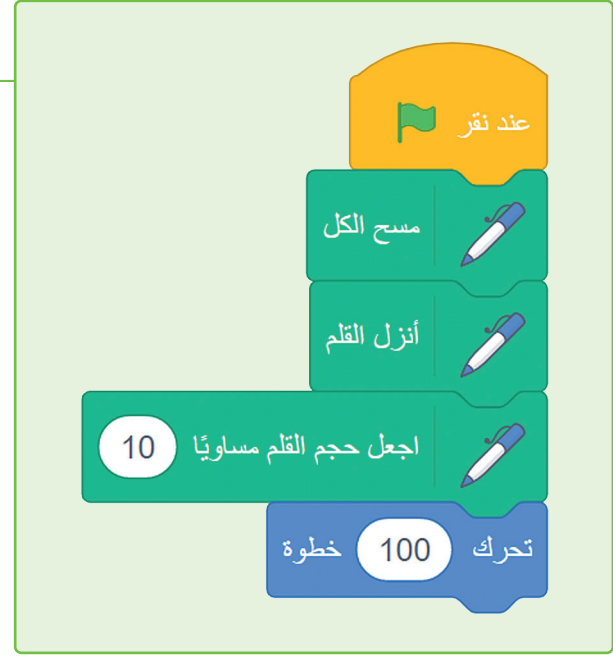 عند نقر
مسح الكل
أنزل القلم
اجعل حجم القلم مساويًا 10
تحرك 100 خطوة